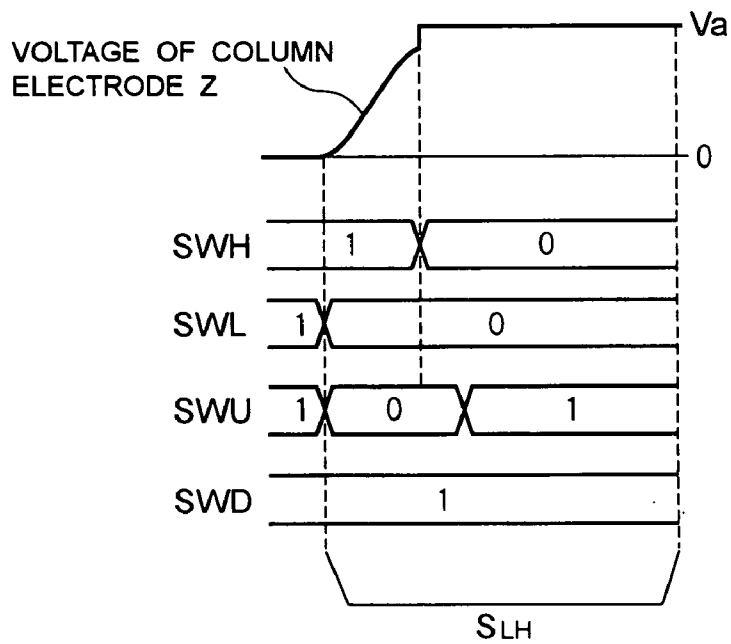 Va
VOLTAGE OF COLUMN
ELECTRODE Z
0
SWH 1 0
SWL 1 0
SWU 1 0 1
SWD 1
SLH